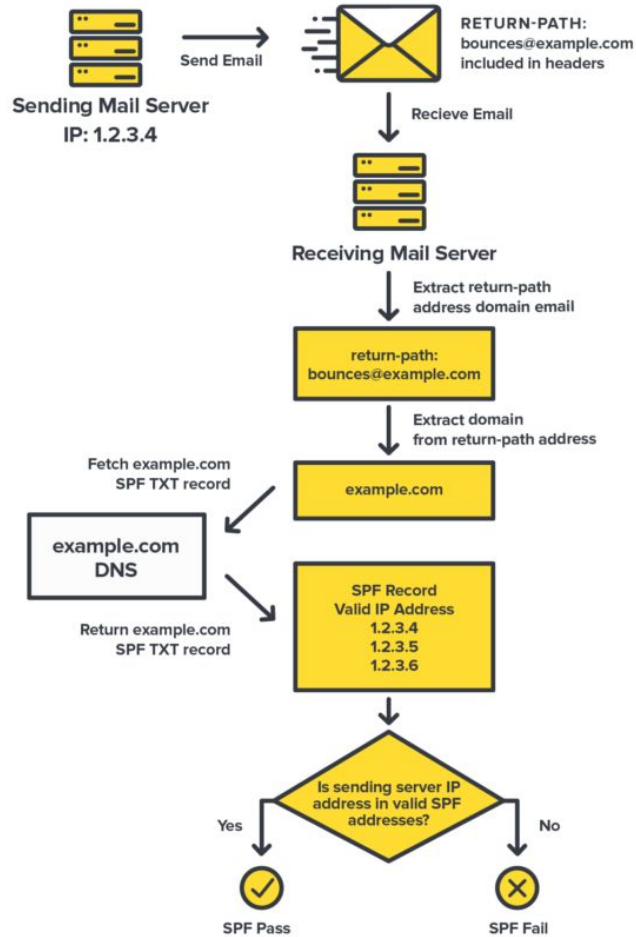 Send Email
RETURN-PATH:
bounces@example.com
included in headers
Sending Mail Server
IP: 1.2.3.4
Recieve Email
Receiving Mail Server
Extract return-path
address domain email
return-path:
bounces@example.com
Extract domain
from return-path address
Fetch example.com
SPF TXT record
example.com
example.com
DNS
Return example.com
SPF TXT record
SPF Record
Valid IP Address
1.2.3.4
1.2.3.5
1.2.3.6
Is sending server IP
address in valid SPF
addresses?
Yes
No
SPF Pass
SPF Fail